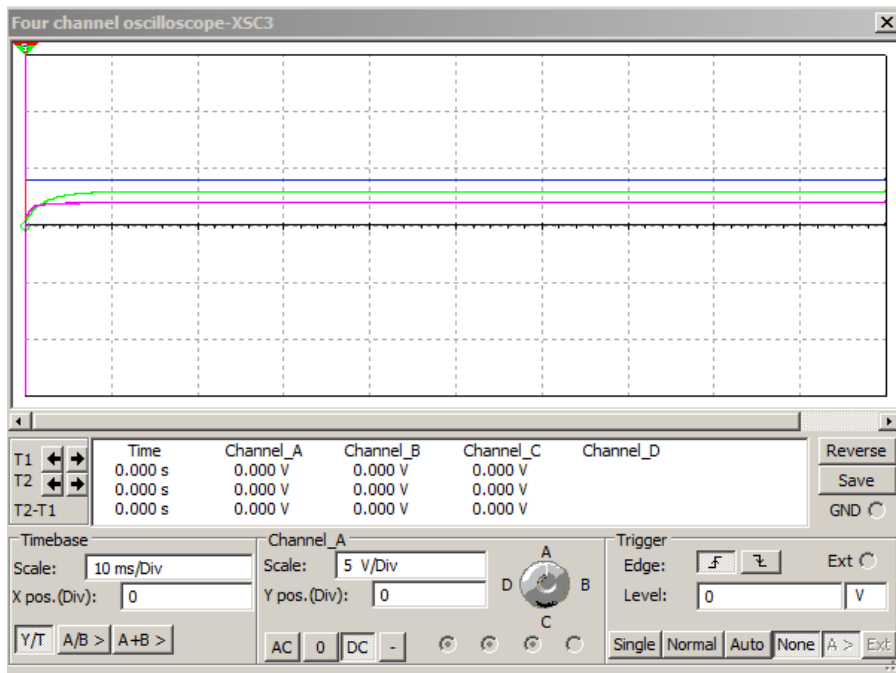 Four channel oscilloscope-XSC3
Time Channel_A Channel_B Channel_C Channel_D
T1 0.000 s 0.000 V 0.000 V 0.000 V
T2 0.000 s 0.000 V 0.000 V 0.000 V
T2-T1 0.000 s 0.000 V 0.000 V 0.000 V
Reverse
Save
GND
Timebase
Scale: 10 ms/Div
X pos.(Div): 0
Y/T A/B > A+B >
Channel_A
Scale: 5 V/Div
Y pos.(Div): 0
AC 0 DC -
A
D B
C
Trigger
Edge: Ext
Level: 0 V
Single Normal Auto None A > Ext